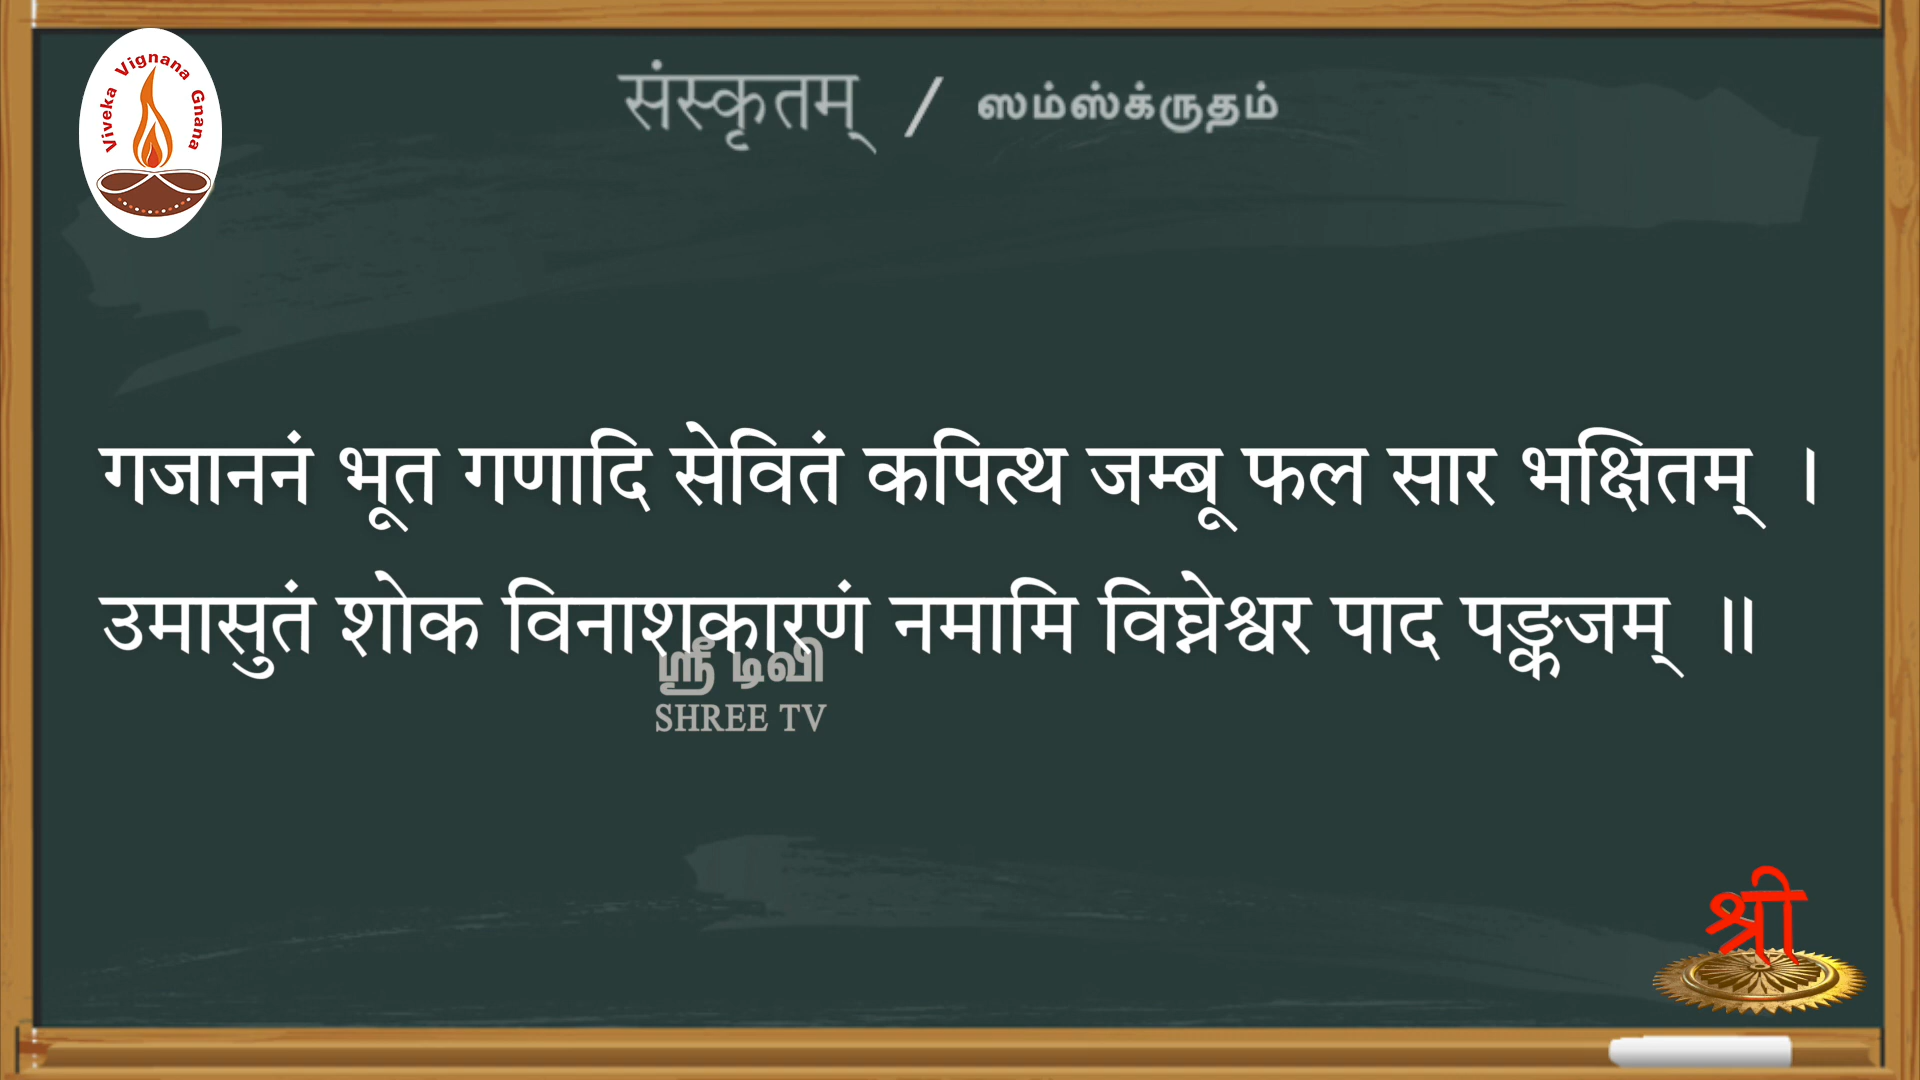 Viveka Vignana Gnana
संस्कृतम् / ஸம்ஸ்க்ருதம்
गजाननं भूत गणादि सेवितं कपित्थ जम्बू फल सार भक्षितम् ।
उमासुतं शोक विनाशकारणं नमामि विघ्नेश्वर पाद पङ्कजम् ॥
ஸ்ரீ டிவி
SHREE TV
श्री